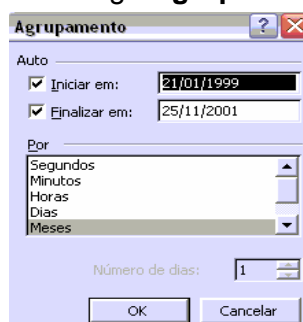 Agrupamento
Auto
Iniciar em: 21/01/1999
Finalizar em: 25/11/2001
Por
Segundos
Minutos
Horas
Dias
Meses
Número de dias: 1
OK Cancelar